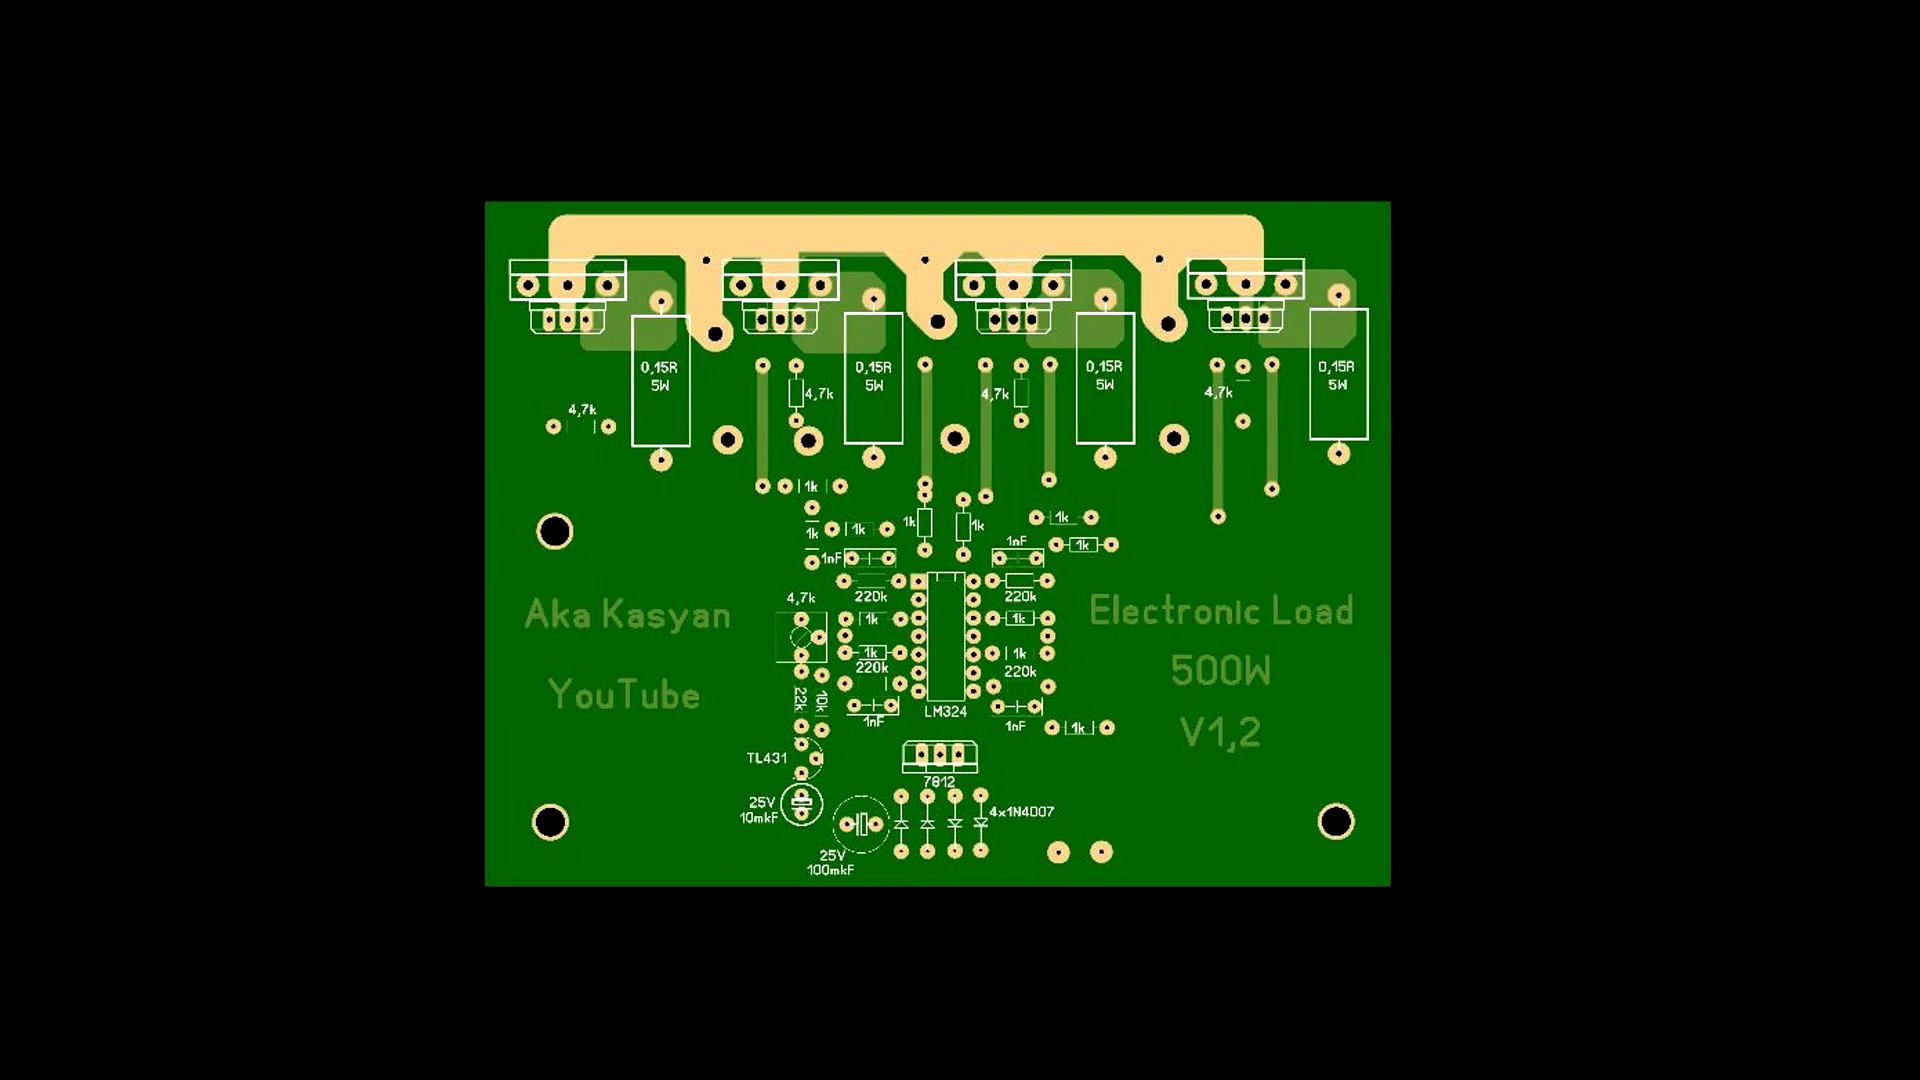 0,15R
5W
0,15R
5W
0,15R
5W
0,15R
5W
4,7k
4,7k
4,7k
4,7k
1k
1k
1k
1k
1k
1k
1k
1nF
1nF
220k
220k
4,7k
1k
1k
1k
1k
220k
220k
22k
10k
1nF
LM324
1nF
1k
Aka Kasyan
YouTube
Electronic Load
500W
V1,2
TL431
7812
25V
10mkF
4x1N4007
25V
100mkF